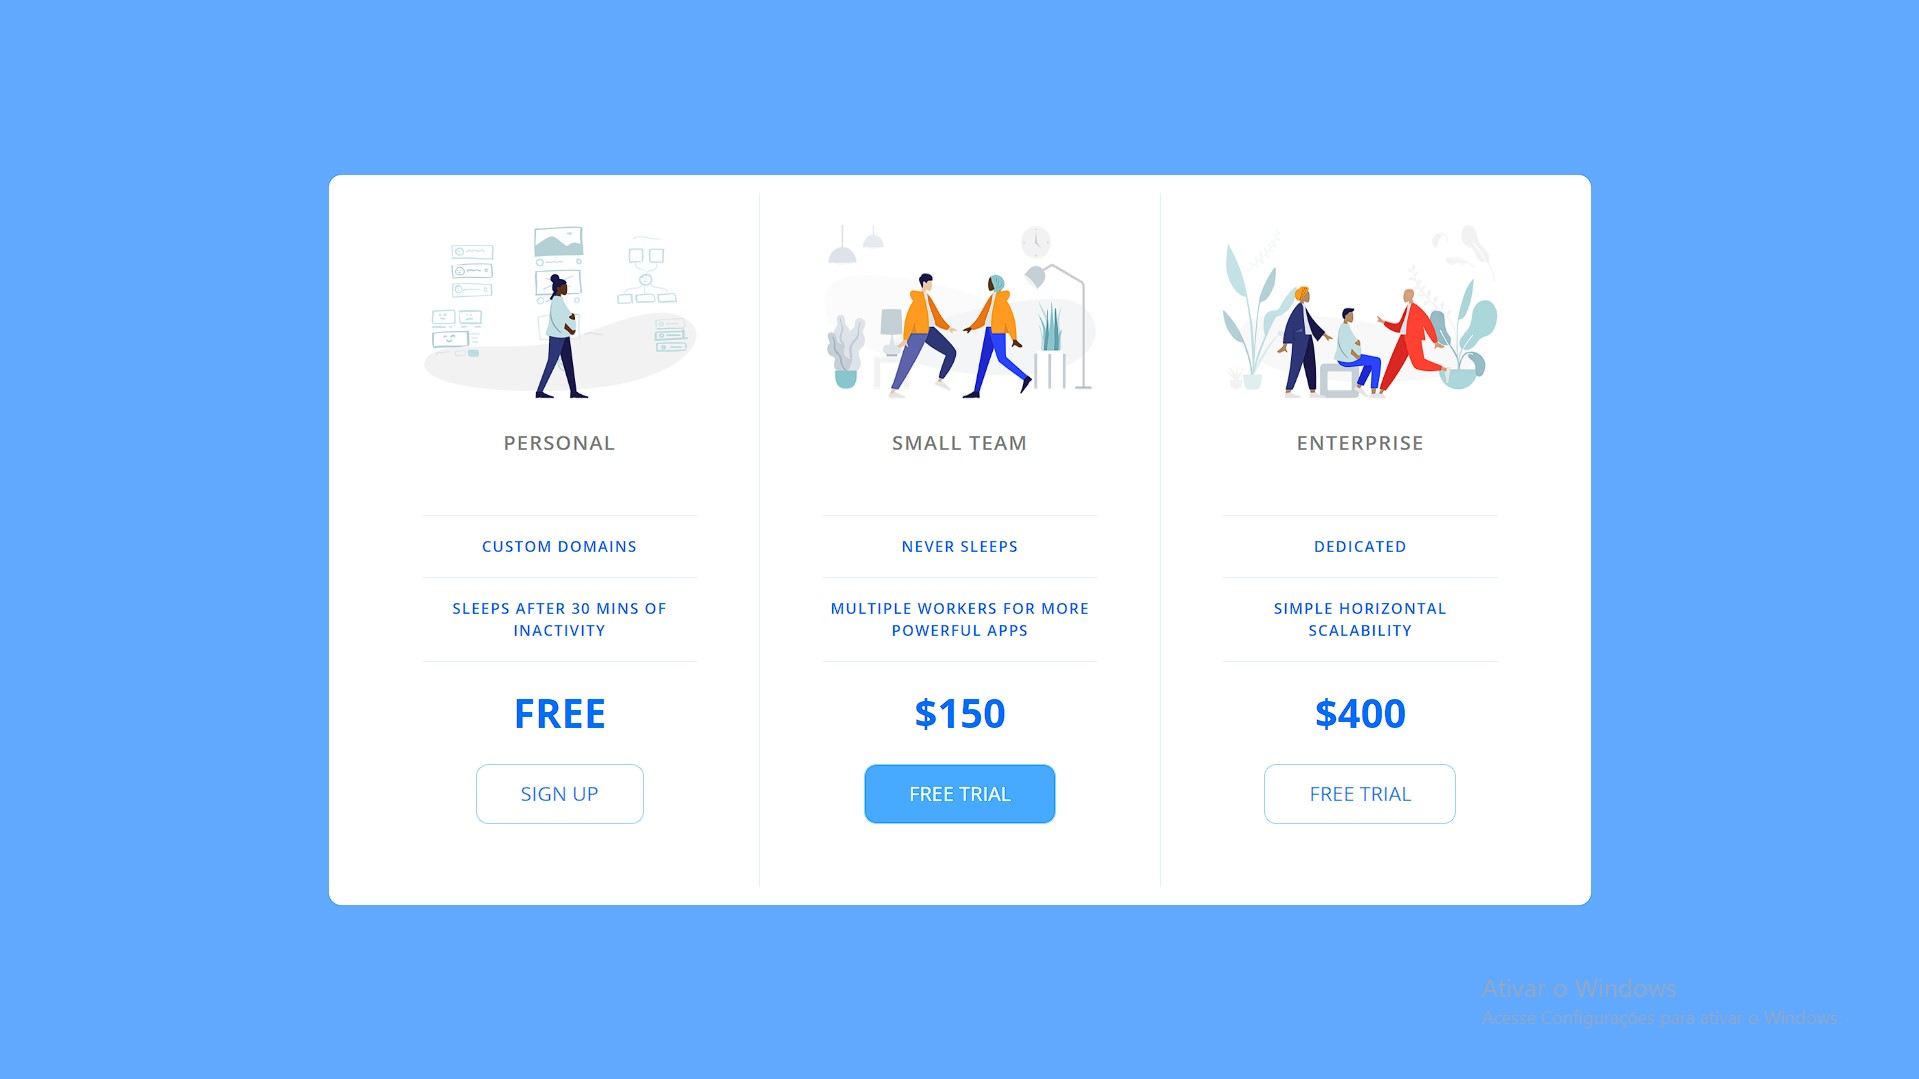 PERSONAL
CUSTOM DOMAINS
SLEEPS AFTER 30 MINS OF
INACTIVITY
FREE
SIGN UP
SMALL TEAM
NEVER SLEEPS
MULTIPLE WORKERS FOR MORE
POWERFUL APPS
$150
FREE TRIAL
ENTERPRISE
DEDICATED
SIMPLE HORIZONTAL
SCALABILITY
$400
FREE TRIAL
Ativar o Windows
Acesse Configurações para ativar o Windows.